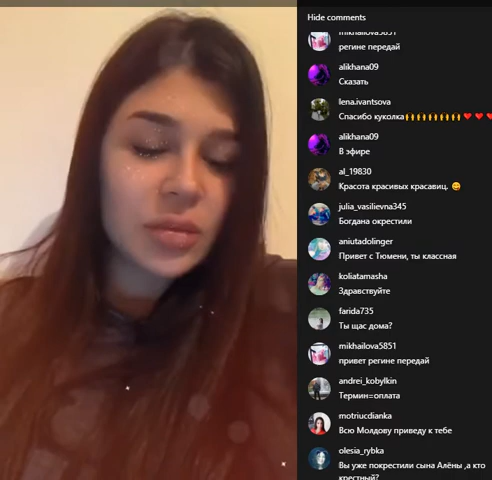 Hide comments
mikhailova5851
регине передай
alikhana09
Сказать
lena.ivantsova
Спасибо куколка🙌🙌🙌🙌🙌🙌🙌🙌🙌❤️❤️❤️
alikhana09
В эфире
al_19830
Красота красивых красавиц. 😋
julia_vasilievna345
Богдана окрестили
aniutadolinger
Привет с Тюмени, ты классная
koliatamasha
Здравствуйте
farida735
Ты щас дома?
mikhailova5851
привет регине передай
andrei_kobylkin
Термин=оплата
motriucdianka
Всю Молдову приведу к тебе
olesia_rybka
Вы уже покрестили сына Алёны ,а кто
крестный?